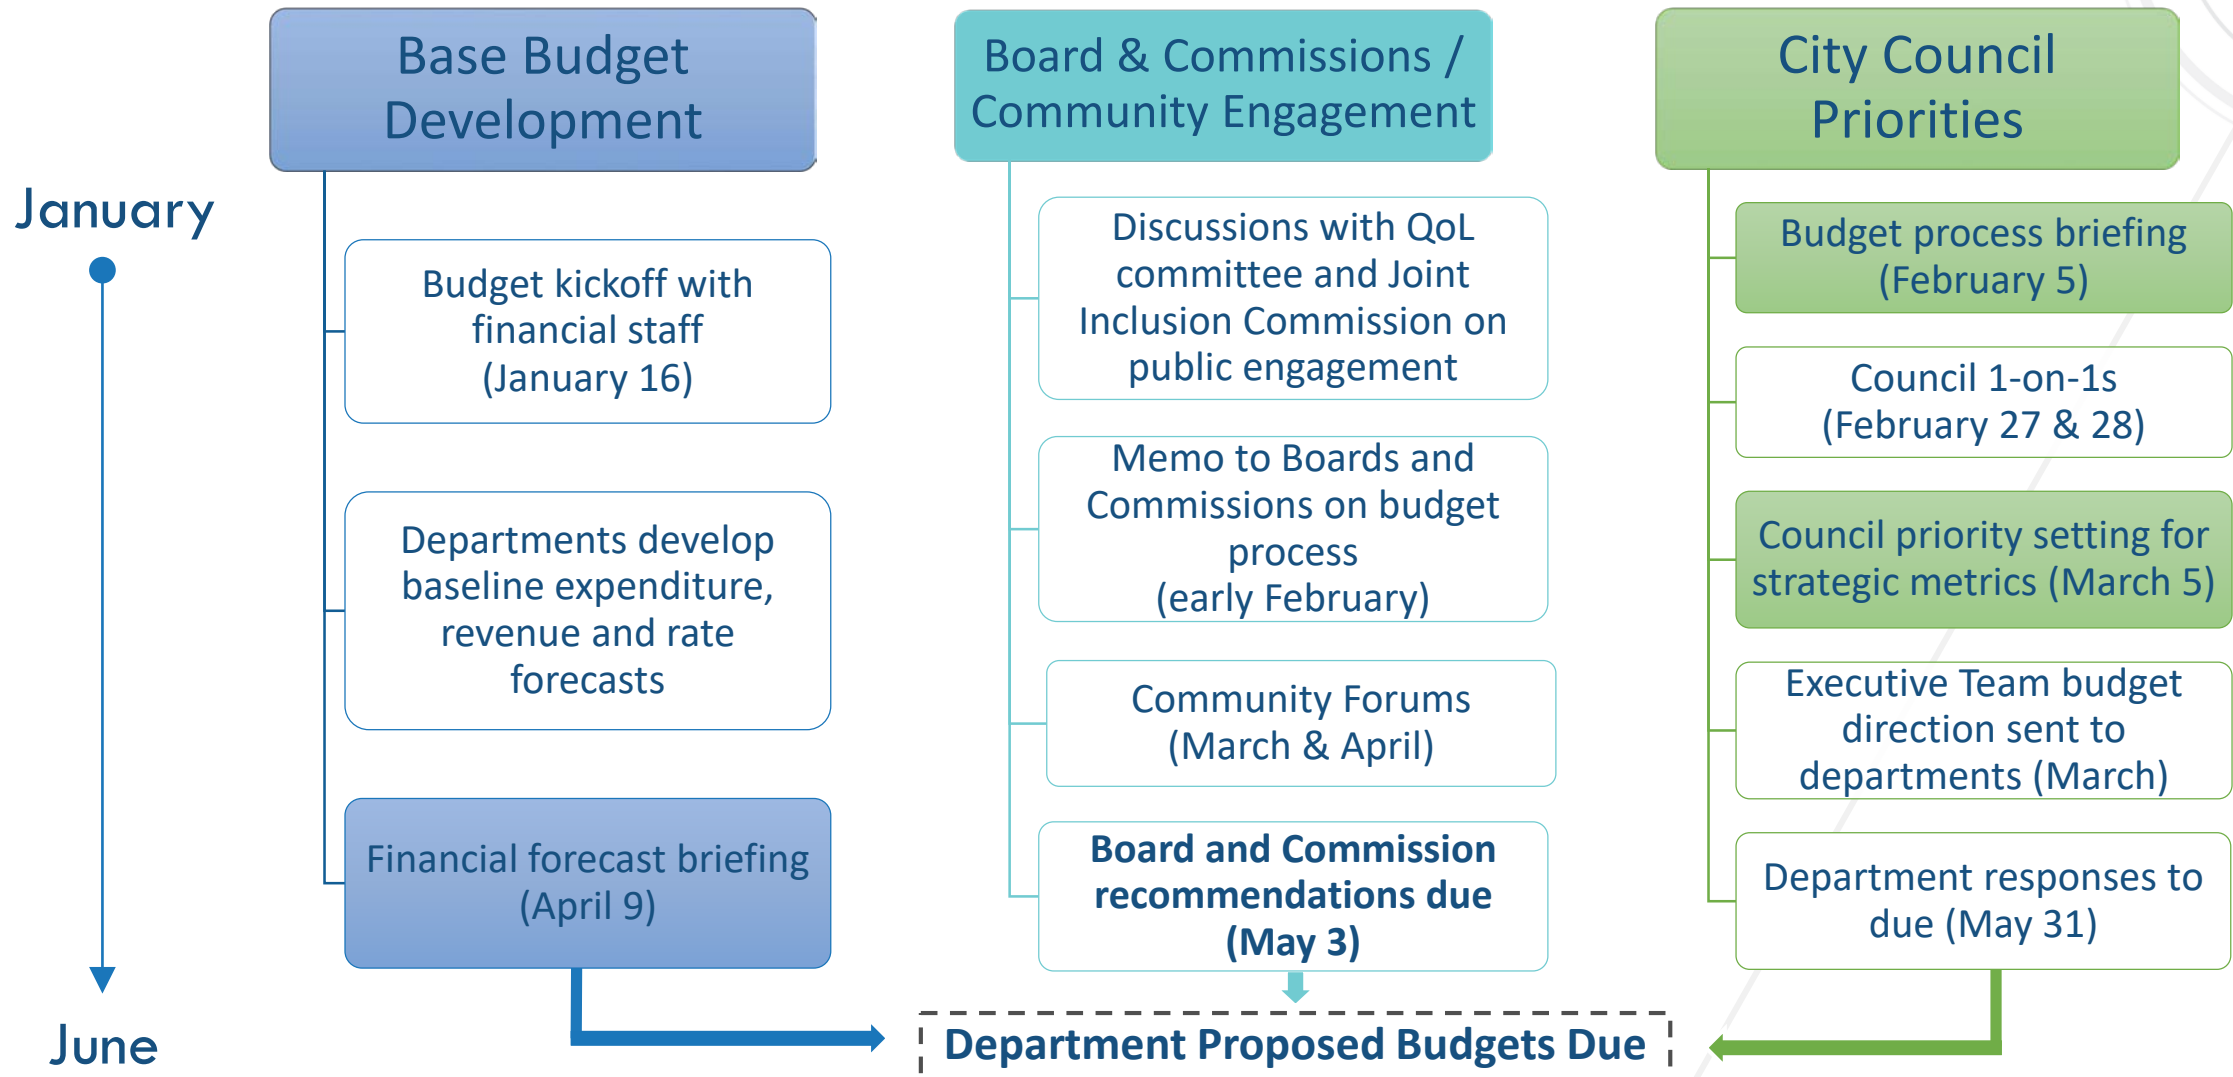 January
June
Base Budget
Development
Budget kickoff with
financial staff
(January 16)
Departments develop
baseline expenditure,
revenue and rate
forecasts
Financial forecast briefing
(April 9)
Board & Commissions /
Community Engagement
Discussions with QoL
committee and Joint
Inclusion Commission on
public engagement
Memo to Boards and
Commissions on budget
process
(early February)
Community Forums
(March & April)
Board and Commission
recommendations due
(May 3)
City Council
Priorities
Budget process briefing
(February 5)
Council 1-on-1s
(February 27 & 28)
Council priority setting for
strategic metrics (March 5)
Executive Team budget
direction sent to
departments (March)
Department responses to
due (May 31)
Department Proposed Budgets Due